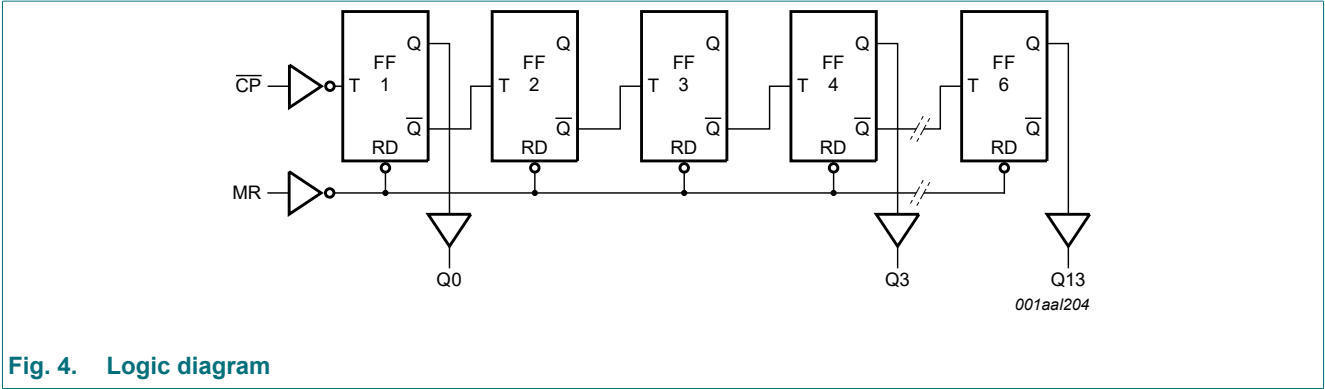 Q Q Q Q Q
FF FF FF FF FF
C̅P̅ T 1 T 2 T 3 T 4 T 6
Q̅ Q̅ Q̅ Q̅ Q̅
RD RD RD RD RD
MR
Q0 Q3 Q13
001aal204
Fig. 4. Logic diagram